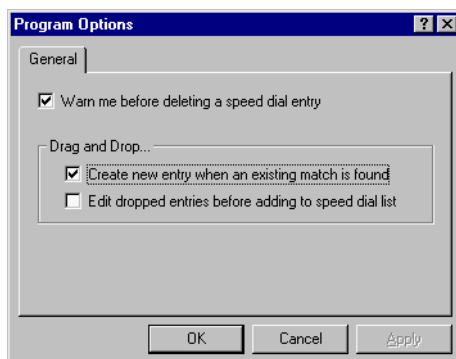 Program Options
General
Warn me before deleting a speed dial entry
Drag and Drop...
Create new entry when an existing match is found
Edit dropped entries before adding to speed dial list
OK Cancel Apply